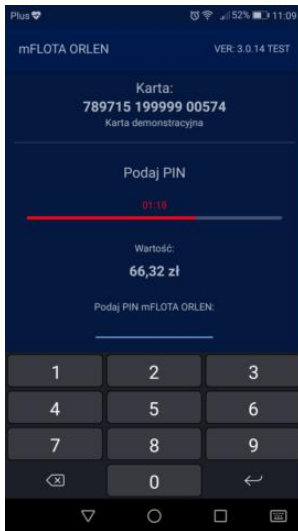 Plus 52% 11:09
mFLOTA ORLEN VER: 3.0.14 TEST
Karta:
789715 199999 00574
Karta demonstracyjna
Podaj PIN
01:18
Wartość:
66,32 zł
Podaj PIN mFLOTA ORLEN:
1 2 3
4 5 6
7 8 9
0